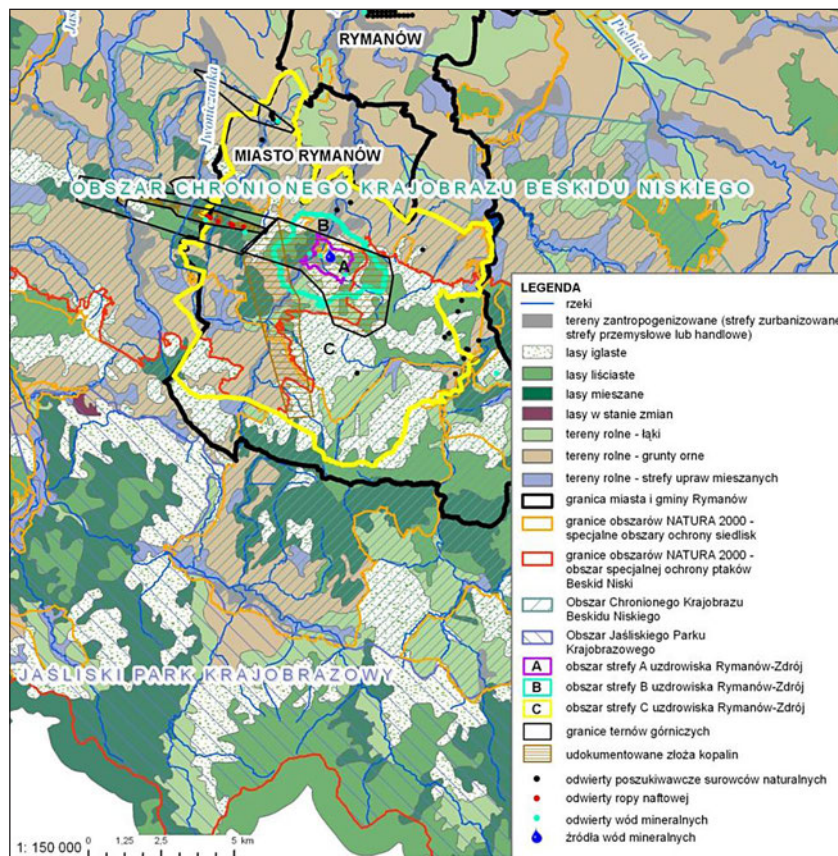 RYMANÓW
Pielnica
Iwoniczanka
MIASTO RYMANÓW
OBSZAR CHRONIONEGO KRAJOBRAZU BESKIDU NISKIEGO
B
A
C
JAŚLISKI PARK KRAJOBRAZOWY
1: 150 000 0 1,25 2,5 5 km
LEGENDA
rzeki
tereny zantropogenizowane (strefy zurbanizowane
strefy przemysłowe lub handlowe)
lasy iglaste
lasy liściaste
lasy mieszane
lasy w stanie zmian
tereny rolne - łąki
tereny rolne - grunty orne
tereny rolne - strefy upraw mieszanych
granica miasta i gminy Rymanów
granice obszarów NATURA 2000 -
specjalne obszary ochrony siedlisk
granice obszarów NATURA 2000 -
obszar specjalnej ochrony ptaków
Beskid Niski
Obszar Chronionego Krajobrazu
Beskidu Niskiego
Obszar Jaśliskiego Parku
Krajobrazowego
A obszar strefy A uzdrowiska Rymanów-Zdrój
B obszar strefy B uzdrowiska Rymanów-Zdrój
C obszar strefy C uzdrowiska Rymanów-Zdrój
granice ternów górniczych
udokumentowane złoża kopalin
odwierty poszukiwawcze surowców naturalnych
odwierty ropy naftowej
odwierty wód mineralnych
źródła wód mineralnych